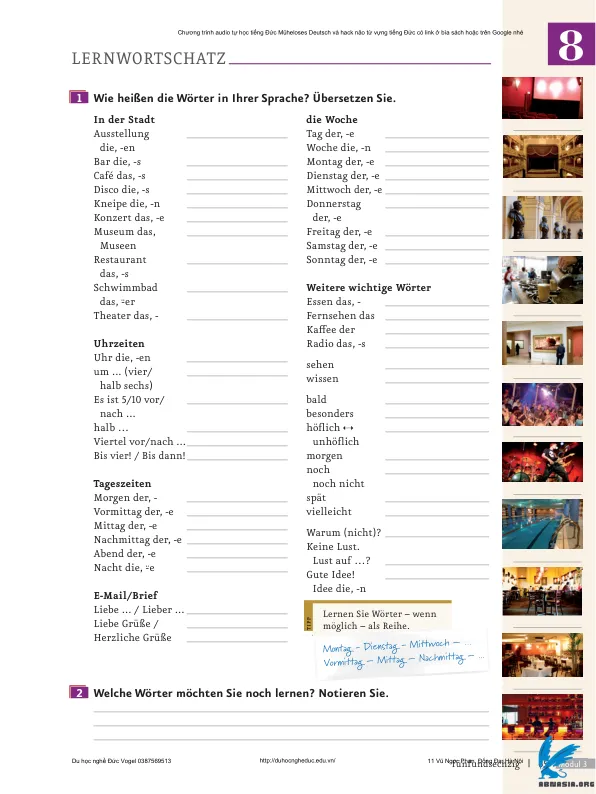 Chương trình audio tự học tiếng Đức Müheloses Deutsch và hack não từ vựng tiếng Đức có link ở bìa sách hoặc trên Google nhé
8
LERNWORTSCHATZ
1 Wie heißen die Wörter in Ihrer Sprache? Übersetzen Sie.
In der Stadt
Ausstellung
die, -en
Bar die, -s
Café das, -s
Disco die, -s
Kneipe die, -n
Konzert das, -e
Museum das,
Museen
Restaurant
das, -s
Schwimmbad
das, ⸚er
Theater das, -
Uhrzeiten
Uhr die, -en
um … (vier/
halb sechs)
Es ist 5/10 vor/
nach …
halb …
Viertel vor/nach …
Bis vier! / Bis dann!
Tageszeiten
Morgen der, -
Vormittag der, -e
Mittag der, -e
Nachmittag der, -e
Abend der, -e
Nacht die, ⸚e
E-Mail/Brief
Liebe … / Lieber …
Liebe Grüße /
Herzliche Grüße
die Woche
Tag der, -e
Woche die, -n
Montag der, -e
Dienstag der, -e
Mittwoch der, -e
Donnerstag
der, -e
Freitag der, -e
Samstag der, -e
Sonntag der, -e
Weitere wichtige Wörter
Essen das, -
Fernsehen das
Kaffee der
Radio das, -s
sehen
wissen
bald
besonders
höflich ↔
unhöflich
morgen
noch
noch nicht
spät
vielleicht
Warum (nicht)?
Keine Lust.
Lust auf …?
Gute Idee!
Idee die, -n
TIPP
Lernen Sie Wörter – wenn
möglich – als Reihe.
Montag – Dienstag – Mittwoch – …
Vormittag – Mittag – Nachmittag – …
2 Welche Wörter möchten Sie noch lernen? Notieren Sie.
Du học nghề Đức Vogel 0387569513
http://duhocngheduc.edu.vn/
11 Vũ Ngọc Phan, Đống Đa, Hà Nội
fünfundsechzig | Modul 3
ABNASIA.ORG